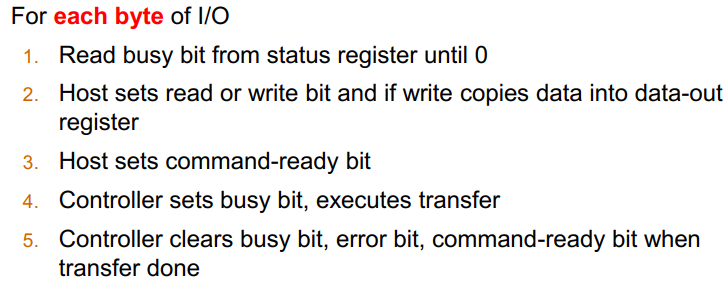 For each byte of I/O
1. Read busy bit from status register until 0
2. Host sets read or write bit and if write copies data into data-out
register
3. Host sets command-ready bit
4. Controller sets busy bit, executes transfer
5. Controller clears busy bit, error bit, command-ready bit when
transfer done